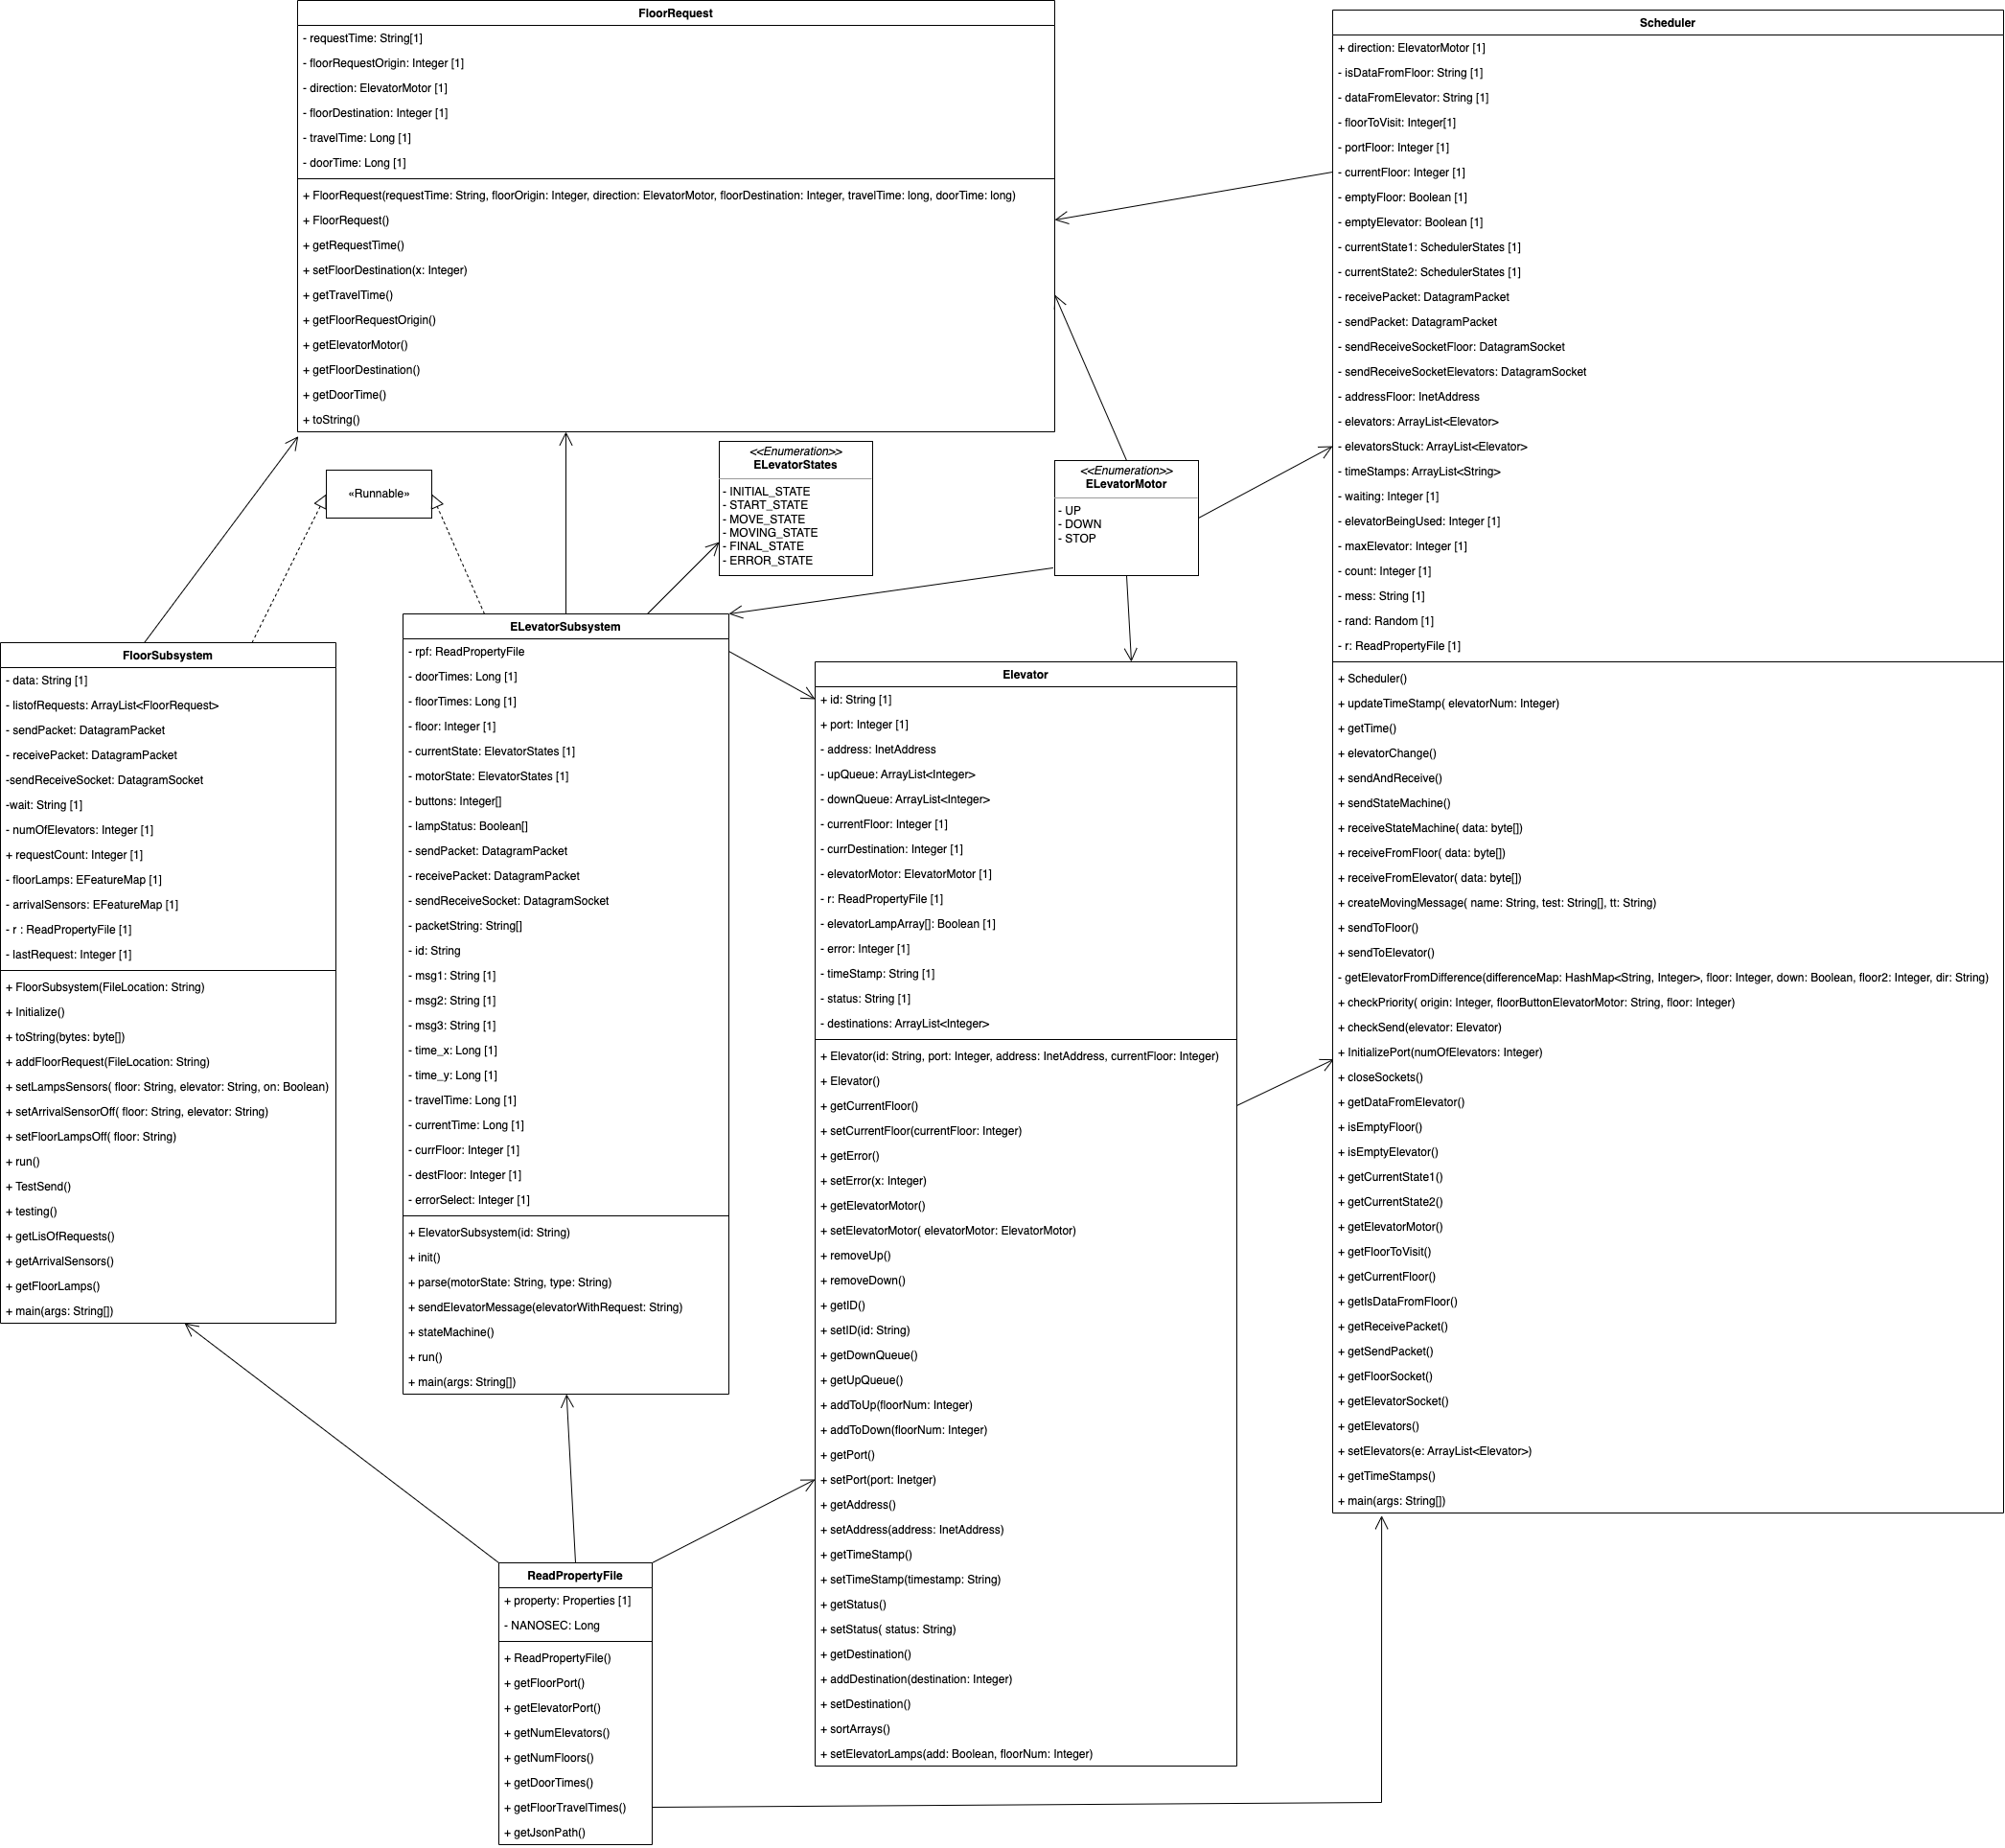 FloorRequest
- requestTime: String[1]
- floorRequestOrigin: Integer [1]
- direction: ElevatorMotor [1]
- floorDestination: Integer [1]
- travelTime: Long [1]
- doorTime: Long [1]
+ FloorRequest(requestTime: String, floorOrigin: Integer, direction: ElevatorMotor, floorDestination: Integer, travelTime: long, doorTime: long)
+ FloorRequest()
+ getRequestTime()
+ setFloorDestination(x: Integer)
+ getTravelTime()
+ getFloorRequestOrigin()
+ getElevatorMotor()
+ getFloorDestination()
+ getDoorTime()
+ toString()
Scheduler
+ direction: ElevatorMotor [1]
- isDataFromFloor: String [1]
- dataFromElevator: String [1]
- floorToVisit: Integer[1]
- portFloor: Integer [1]
- currentFloor: Integer [1]
- emptyFloor: Boolean [1]
- emptyElevator: Boolean [1]
- currentState1: SchedulerStates [1]
- currentState2: SchedulerStates [1]
- receivePacket: DatagramPacket
- sendPacket: DatagramPacket
- sendReceiveSocketFloor: DatagramSocket
- sendReceiveSocketElevators: DatagramSocket
- addressFloor: InetAddress
- elevators: ArrayList<Elevator>
- elevatorsStuck: ArrayList<Elevator>
- timeStamps: ArrayList<String>
- waiting: Integer [1]
- elevatorBeingUsed: Integer [1]
- maxElevator: Integer [1]
- count: Integer [1]
- mess: String [1]
- rand: Random [1]
- r: ReadPropertyFile [1]
+ Scheduler()
+ updateTimeStamp( elevatorNum: Integer)
+ getTime()
+ elevatorChange()
+ sendAndReceive()
+ sendStateMachine()
+ receiveStateMachine( data: byte[])
+ receiveFromFloor( data: byte[])
+ receiveFromElevator( data: byte[])
+ createMovingMessage( name: String, test: String[], tt: String)
+ sendToFloor()
+ sendToElevator()
- getElevatorFromDifference(differenceMap: HashMap<String, Integer>, floor: Integer, down: Boolean, floor2: Integer, dir: String)
+ checkPriority( origin: Integer, floorButtonElevatorMotor: String, floor: Integer)
+ checkSend(elevator: Elevator)
+ InitializePort(numOfElevators: Integer)
+ closeSockets()
+ getDataFromElevator()
+ isEmptyFloor()
+ isEmptyElevator()
+ getCurrentState1()
+ getCurrentState2()
+ getElevatorMotor()
+ getFloorToVisit()
+ getCurrentFloor()
+ getIsDataFromFloor()
+ getReceivePacket()
+ getSendPacket()
+ getFloorSocket()
+ getElevatorSocket()
+ getElevators()
+ setElevators(e: ArrayList<Elevator>)
+ getTimeStamps()
+ main(args: String[])
«Runnable»
<<Enumeration>>
ELevatorStates
- INITIAL_STATE
- START_STATE
- MOVE_STATE
- MOVING_STATE
- FINAL_STATE
- ERROR_STATE
<<Enumeration>>
ELevatorMotor
- UP
- DOWN
- STOP
FloorSubsystem
- data: String [1]
- listofRequests: ArrayList<FloorRequest>
- sendPacket: DatagramPacket
- receivePacket: DatagramPacket
-sendReceiveSocket: DatagramSocket
-wait: String [1]
- numOfElevators: Integer [1]
+ requestCount: Integer [1]
- floorLamps: EFeatureMap [1]
- arrivalSensors: EFeatureMap [1]
- r : ReadPropertyFile [1]
- lastRequest: Integer [1]
+ FloorSubsystem(FileLocation: String)
+ Initialize()
+ toString(bytes: byte[])
+ addFloorRequest(FileLocation: String)
+ setLampsSensors( floor: String, elevator: String, on: Boolean)
+ setArrivalSensorOff( floor: String, elevator: String)
+ setFloorLampsOff( floor: String)
+ run()
+ TestSend()
+ testing()
+ getLisOfRequests()
+ getArrivalSensors()
+ getFloorLamps()
+ main(args: String[])
ELevatorSubsystem
- rpf: ReadPropertyFile
- doorTimes: Long [1]
- floorTimes: Long [1]
- floor: Integer [1]
- currentState: ElevatorStates [1]
- motorState: ElevatorStates [1]
- buttons: Integer[]
- lampStatus: Boolean[]
- sendPacket: DatagramPacket
- receivePacket: DatagramPacket
- sendReceiveSocket: DatagramSocket
- packetString: String[]
- id: String
- msg1: String [1]
- msg2: String [1]
- msg3: String [1]
- time_x: Long [1]
- time_y: Long [1]
- travelTime: Long [1]
- currentTime: Long [1]
- currFloor: Integer [1]
- destFloor: Integer [1]
- errorSelect: Integer [1]
+ ElevatorSubsystem(id: String)
+ init()
+ parse(motorState: String, type: String)
+ sendElevatorMessage(elevatorWithRequest: String)
+ stateMachine()
+ run()
+ main(args: String[])
Elevator
+ id: String [1]
+ port: Integer [1]
- address: InetAddress
- upQueue: ArrayList<Integer>
- downQueue: ArrayList<Integer>
- currentFloor: Integer [1]
- currDestination: Integer [1]
- elevatorMotor: ElevatorMotor [1]
- r: ReadPropertyFile [1]
- elevatorLampArray[]: Boolean [1]
- error: Integer [1]
- timeStamp: String [1]
- status: String [1]
- destinations: ArrayList<Integer>
+ Elevator(id: String, port: Integer, address: InetAddress, currentFloor: Integer)
+ Elevator()
+ getCurrentFloor()
+ setCurrentFloor(currentFloor: Integer)
+ getError()
+ setError(x: Integer)
+ getElevatorMotor()
+ setElevatorMotor( elevatorMotor: ElevatorMotor)
+ removeUp()
+ removeDown()
+ getID()
+ setID(id: String)
+ getDownQueue()
+ getUpQueue()
+ addToUp(floorNum: Integer)
+ addToDown(floorNum: Integer)
+ getPort()
+ setPort(port: Inetger)
+ getAddress()
+ setAddress(address: InetAddress)
+ getTimeStamp()
+ setTimeStamp(timestamp: String)
+ getStatus()
+ setStatus( status: String)
+ getDestination()
+ addDestination(destination: Integer)
+ setDestination()
+ sortArrays()
+ setElevatorLamps(add: Boolean, floorNum: Integer)
ReadPropertyFile
+ property: Properties [1]
- NANOSEC: Long
+ ReadPropertyFile()
+ getFloorPort()
+ getElevatorPort()
+ getNumElevators()
+ getNumFloors()
+ getDoorTimes()
+ getFloorTravelTimes()
+ getJsonPath()